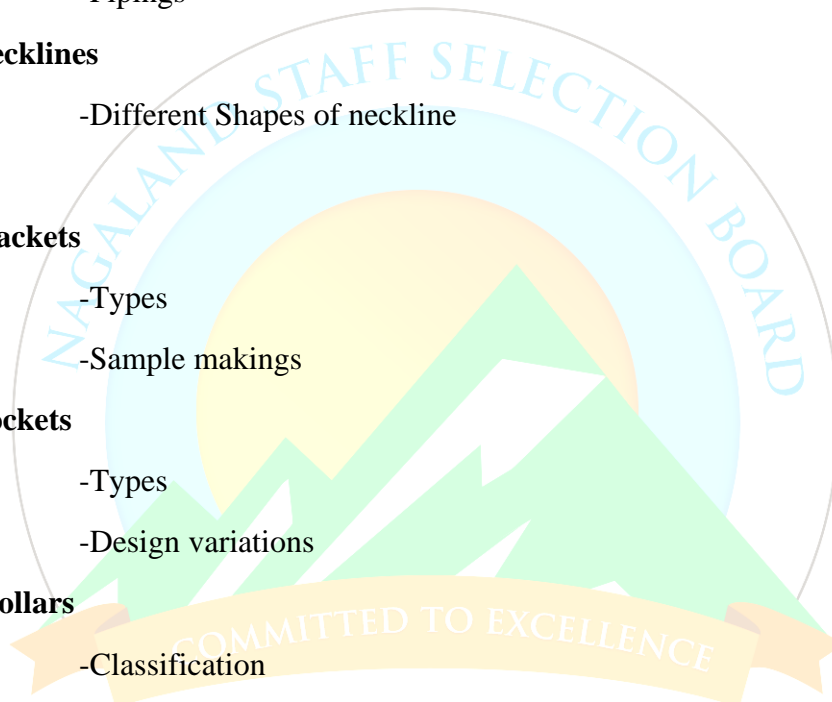 -Pipings
ecklines
-Different Shapes of neckline
ackets
-Types
-Sample makings
ockets
-Types
-Design variations
ollars
-Classification
NAGALAND STAFF SELECTION BOARD
COMMITTED TO EXCELLENCE